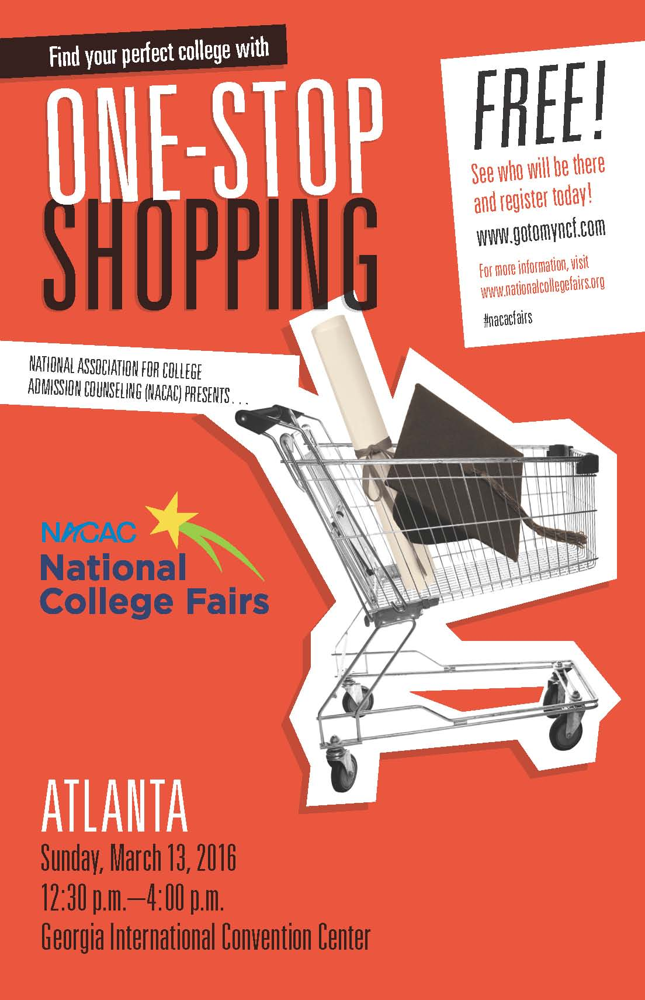 Find your perfect college with
ONE-STOP
SHOPPING
FREE!
See who will be there
and register today!
www.gotomyncf.com
For more information, visit
www.nationalcollegefairs.org
#nacacfairs
NATIONAL ASSOCIATION FOR COLLEGE
ADMISSION COUNSELING (NACAC) PRESENTS . . .
NACAC
National
College Fairs
ATLANTA
Sunday, March 13, 2016
12:30 p.m.–4:00 p.m.
Georgia International Convention Center